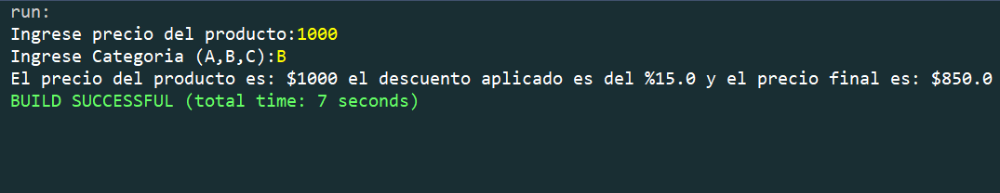 run:
Ingrese precio del producto:1000
Ingrese Categoria (A,B,C):B
El precio del producto es: $1000 el descuento aplicado es del %15.0 y el precio final es: $850.0
BUILD SUCCESSFUL (total time: 7 seconds)